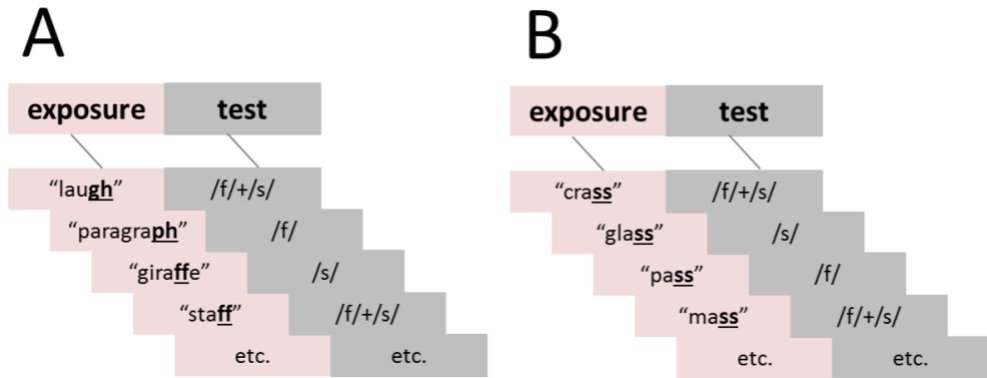 A
exposure test
“laugh” /f/+/s/
“paragraph” /f/
“giraffe” /s/
“staff” /f/+/s/
etc. etc.
B
exposure test
“crass” /f/+/s/
“glass” /s/
“pass” /f/
“mass” /f/+/s/
etc. etc.